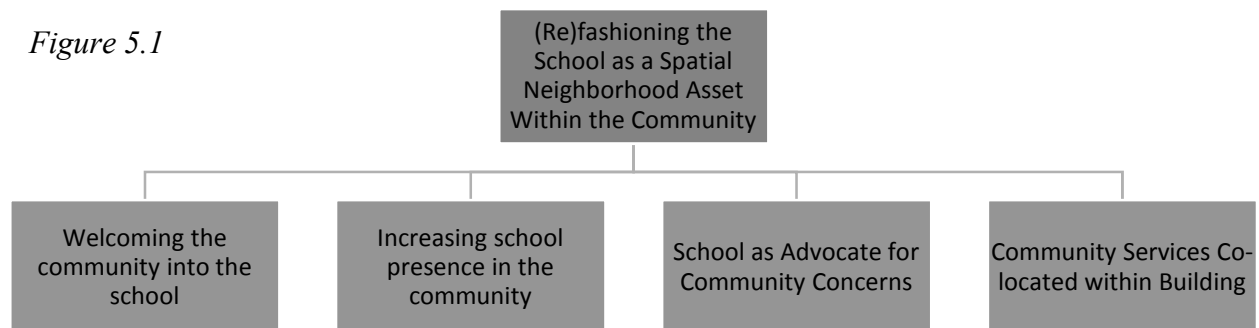 Figure 5.1
(Re)fashioning the
School as a Spatial
Neighborhood Asset
Within the Community
Welcoming the
community into the
school
Increasing school
presence in the
community
School as Advocate for
Community Concerns
Community Services Co-
located within Building